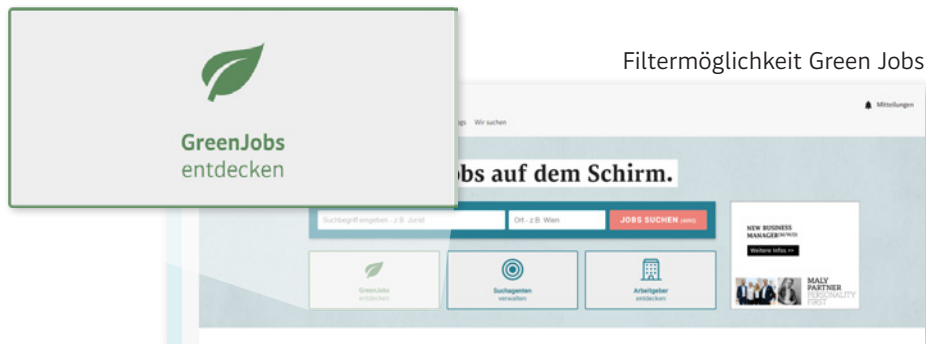 Filtermöglichkeit Green Jobs
GreenJobs
entdecken
Mitteilungen
Wir suchen
bs auf dem Schirm.
Suchbegriff eingeben - z.B. Jurist
Ort - z.B. Wien
JOBS SUCHEN
GreenJobs
entdecken
Suchagenten
verwalten
Arbeitgeber
entdecken
NEW BUSINESS
MANAGER(M/W/D)
Weitere Infos >>
MALY
PARTNER
PERSONALITY
FIRST